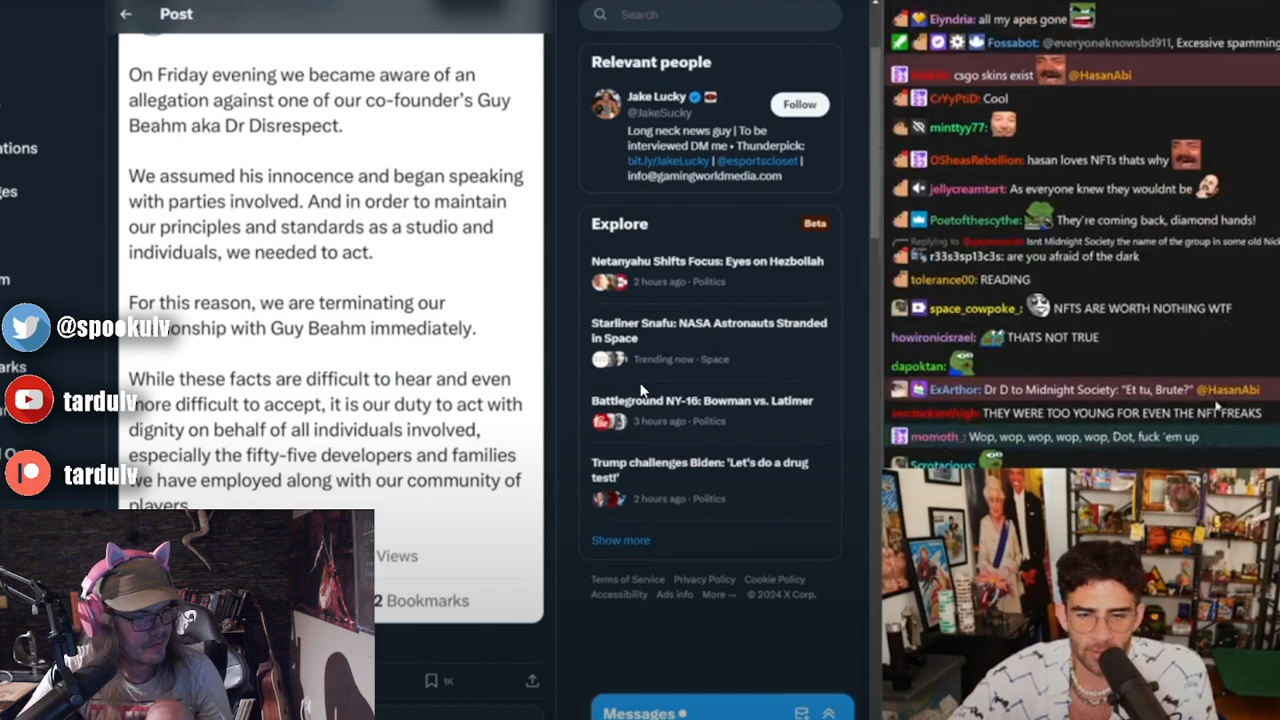 Post
On Friday evening we became aware of an
allegation against one of our co-founder's Guy
Beahm aka Dr Disrespect.
We assumed his innocence and began speaking
with parties involved. And in order to maintain
our principles and standards as a studio and
individuals, we needed to act.
For this reason, we are terminating our
onship with Guy Beahm immediately.
While these facts are difficult to hear and even
more difficult to accept, it is our duty to act with
dignity on behalf of all individuals involved,
especially the fifty-five developers and families
we have employed along with our community of
players.
Views
2 Bookmarks
1K
@spookulv
tardulv
tardulv
Search
Relevant people
Jake Lucky
@JakeSucky
Follow
Long neck news guy | To be
interviewed DM me • Thunderpick:
bit.ly/JakeLucky | @esportscloset |
info@gamingworldmedia.com
Explore
Beta
Netanyahu Shifts Focus: Eyes on Hezbollah
2 hours ago · Politics
Starliner Snafu: NASA Astronauts Stranded
in Space
Trending now · Space
Battleground NY-16: Bowman vs. Latimer
3 hours ago · Politics
Trump challenges Biden: 'Let's do a drug
test!'
2 hours ago · Politics
Show more
Terms of Service Privacy Policy Cookie Policy
Accessibility Ads info More ··· © 2024 X Corp.
Messages
Elyndria: all my apes gone
Fossabot: @everyoneknowsbd911, Excessive spamming
csgo skins exist @HasanAbi
CrYyPtiD: Cool
minttyy77:
OSheasRebellion: hasan loves NFTs thats why
jellycreamtart: As everyone knew they wouldnt be
Poetofthescythe: They're coming back, diamond hands!
Replying to Isnt Midnight Society the name of the group in some old Nick
r33s3sp13c3s: are you afraid of the dark
tolerance00: READING
space_cowpoke_: NFTS ARE WORTH NOTHING WTF
howironicisrael: THATS NOT TRUE
dapoktan:
ExArthor: Dr D to Midnight Society: "Et tu, Brute?" @HasanAbi
THEY WERE TOO YOUNG FOR EVEN THE NFT FREAKS
momoth_: Wop, wop, wop, wop, wop, Dot, fuck 'em up
Scrotacious: